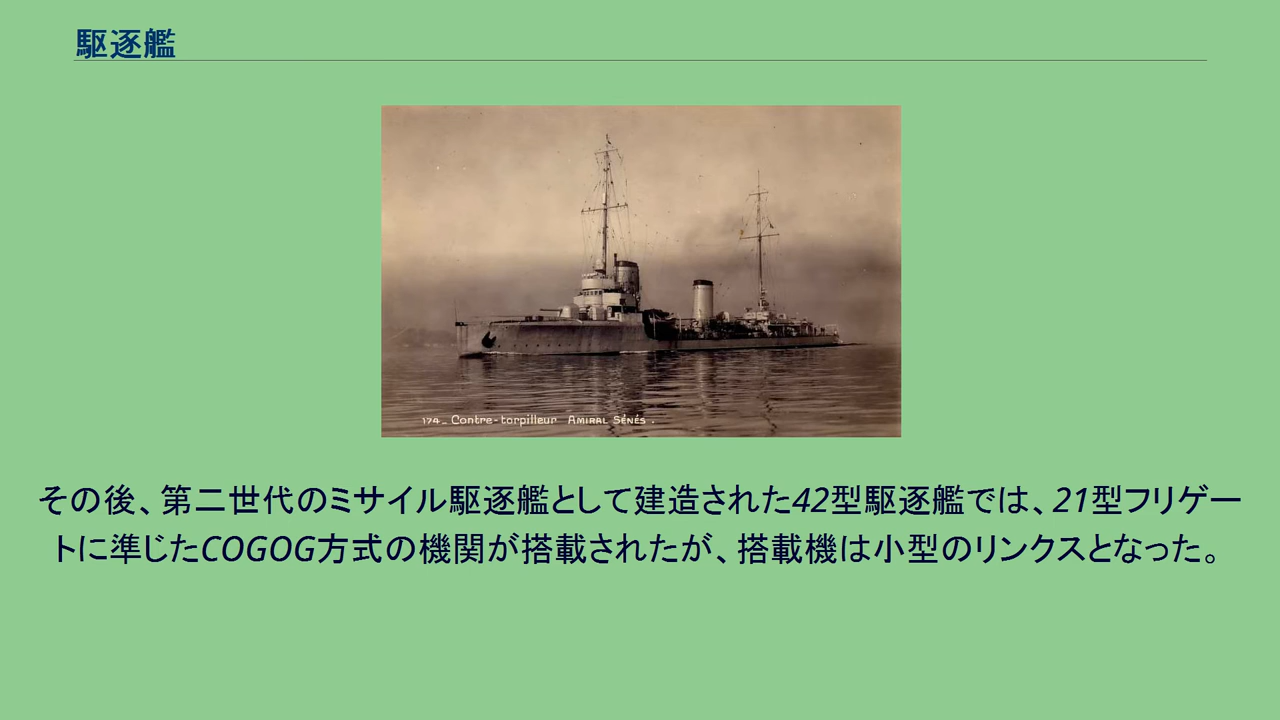 駆逐艦
174_ Contre-torpilleur AMIRAL SÉNÉS .
その後、第二世代のミサイル駆逐艦として建造された42型駆逐艦では、21型フリゲー
トに準じたCOGOG方式の機関が搭載されたが、搭載機は小型のリンクスとなった。